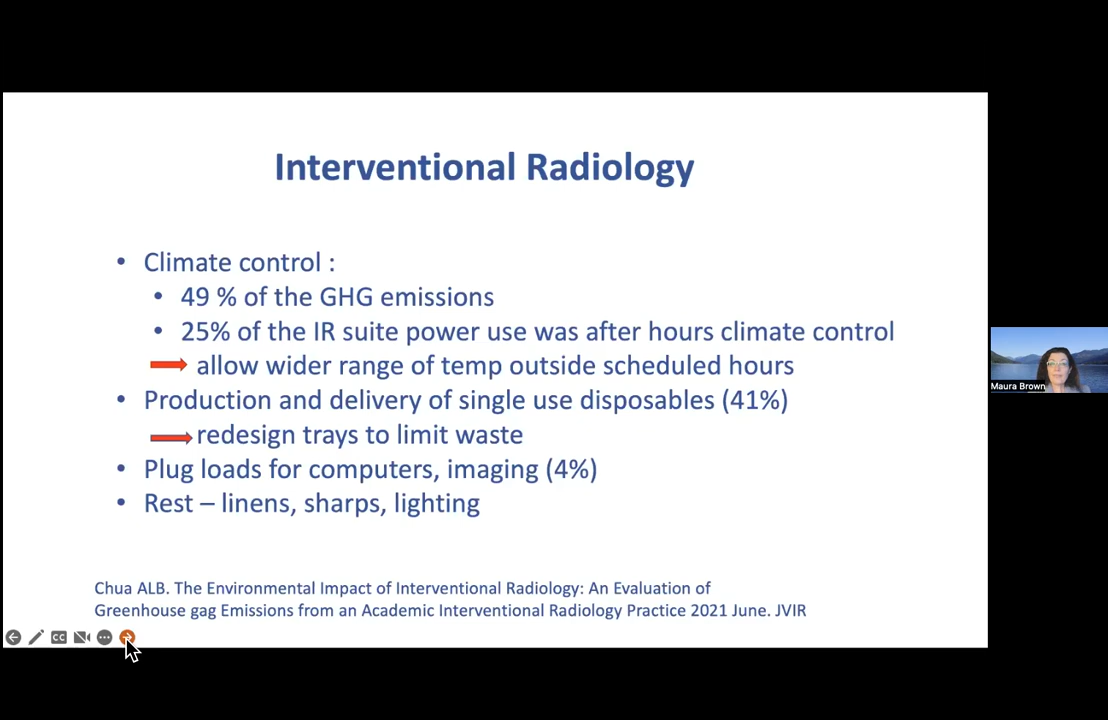 Interventional Radiology
• Climate control :
• 49 % of the GHG emissions
• 25% of the IR suite power use was after hours climate control
allow wider range of temp outside scheduled hours
• Production and delivery of single use disposables (41%)
redesign trays to limit waste
• Plug loads for computers, imaging (4%)
• Rest – linens, sharps, lighting
Chua ALB. The Environmental Impact of Interventional Radiology: An Evaluation of
Greenhouse gag Emissions from an Academic Interventional Radiology Practice 2021 June. JVIR
CC
Maura Brown